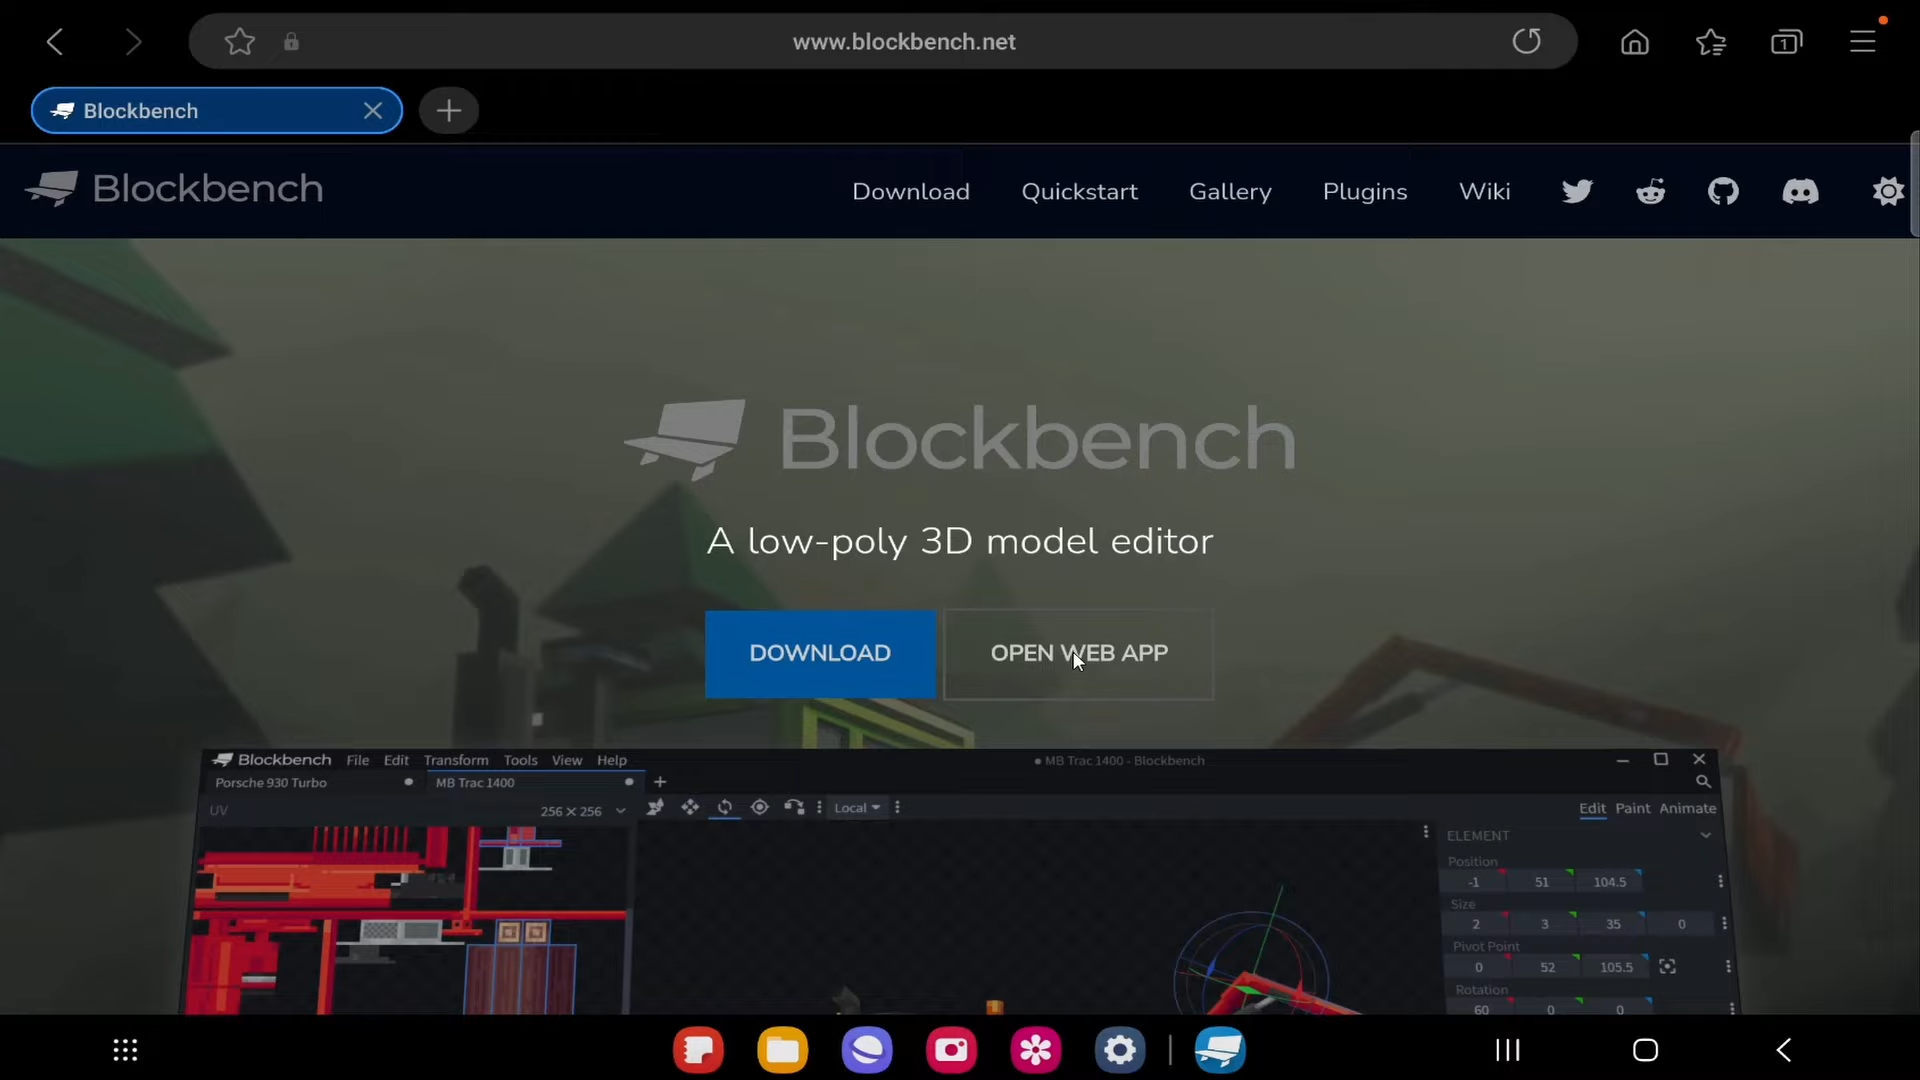 www.blockbench.net
1
Blockbench
Blockbench
Download
Quickstart
Gallery
Plugins
Wiki
Blockbench
A low-poly 3D model editor
DOWNLOAD
OPEN WEB APP
Blockbench File Edit Transform Tools View Help
MB Trac 1400 - Blockbench
Porsche 930 Turbo
MB Trac 1400
UV
256 × 256
Local
Edit Paint Animate
ELEMENT
Position
-1 51 104.5
Size
2 3 35 0
Pivot Point
0 52 105.5
Rotation
60 0 0